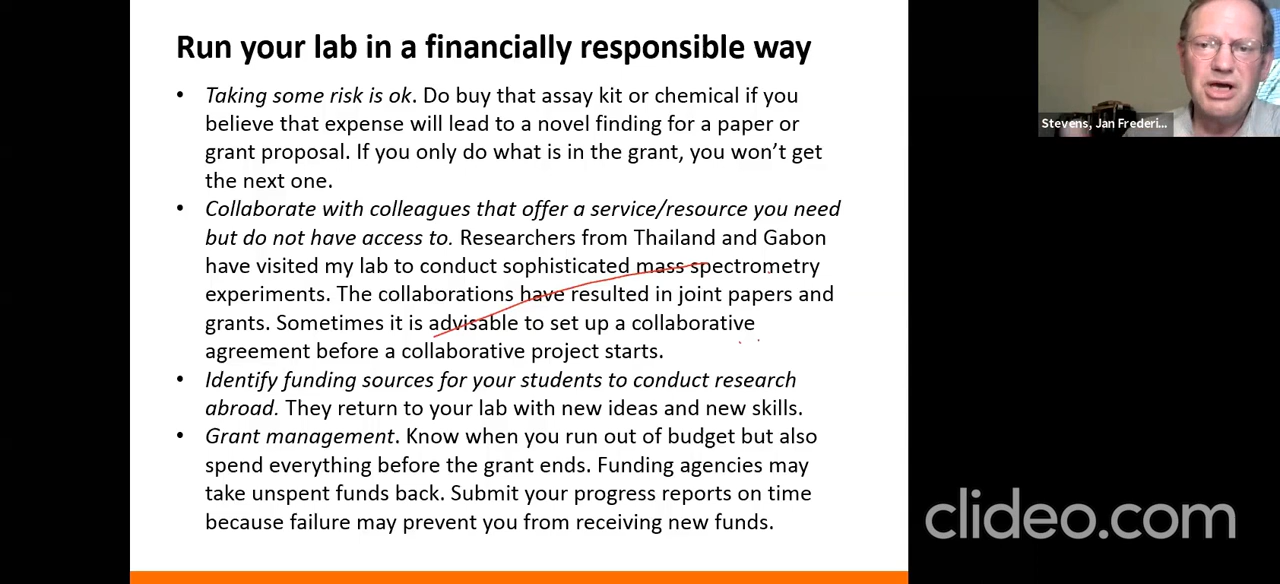 Run your lab in a financially responsible way
• Taking some risk is ok. Do buy that assay kit or chemical if you
believe that expense will lead to a novel finding for a paper or
grant proposal. If you only do what is in the grant, you won't get
the next one.
• Collaborate with colleagues that offer a service/resource you need
but do not have access to. Researchers from Thailand and Gabon
have visited my lab to conduct sophisticated mass spectrometry
experiments. The collaborations have resulted in joint papers and
grants. Sometimes it is advisable to set up a collaborative
agreement before a collaborative project starts.
• Identify funding sources for your students to conduct research
abroad. They return to your lab with new ideas and new skills.
• Grant management. Know when you run out of budget but also
spend everything before the grant ends. Funding agencies may
take unspent funds back. Submit your progress reports on time
because failure may prevent you from receiving new funds.
Stevens, Jan Frederi...
clideo.com